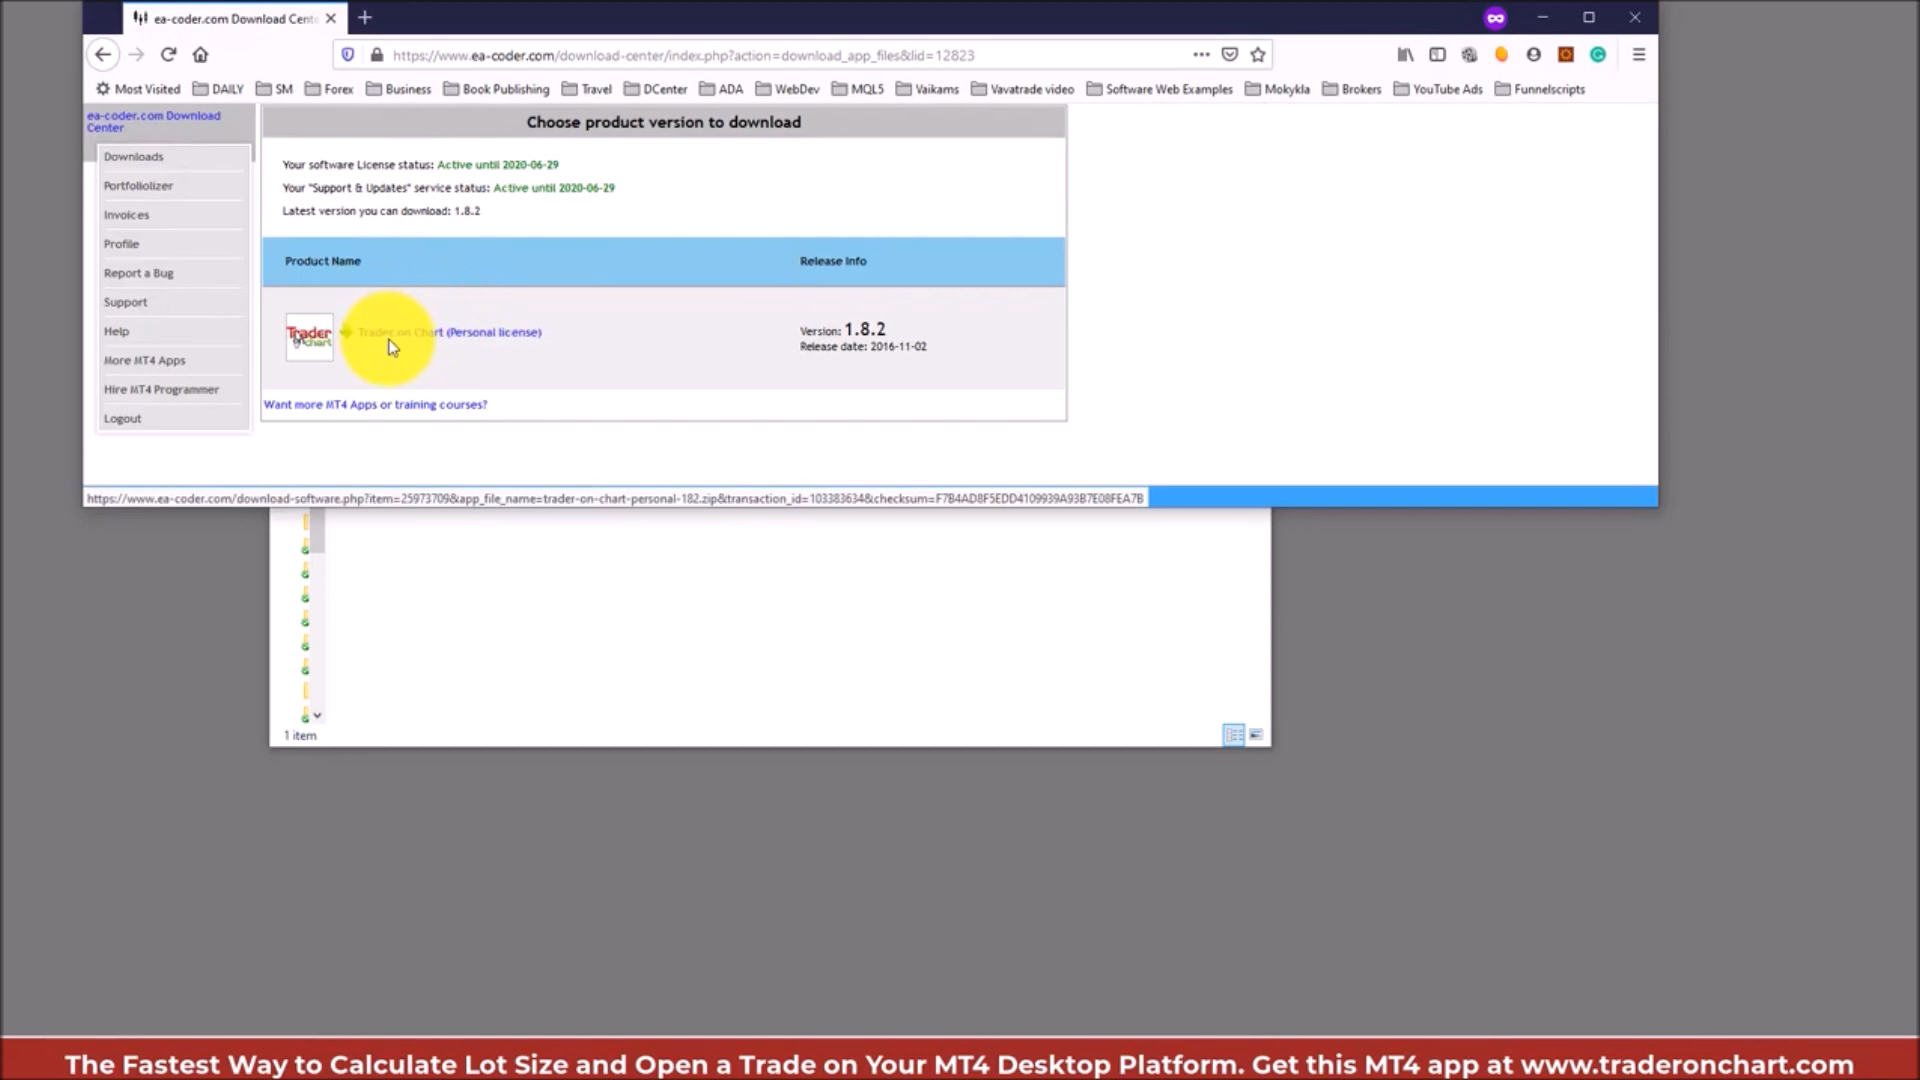 ea-coder.com Download Cent
https://www.ea-coder.com/download-center/index.php?action=download_app_files&lid=12823
Most Visited DAILY SM Forex Business Book Publishing Travel DCenter ADA WebDev MQL5 Vaikams Vavatrade video Software Web Examples Mokykla Brokers YouTube Ads Funnelscripts
ea-coder.com Download
Center
Downloads
Portfoliolizer
Invoices
Profile
Report a Bug
Support
Help
More MT4 Apps
Hire MT4 Programmer
Logout
Choose product version to download
Your software License status: Active until 2020-06-29
Your "Support & Updates" service status: Active until 2020-06-29
Latest version you can download: 1.8.2
Product Name Release Info
Trader on Chart
Trader on Chart (Personal license)
Version: 1.8.2
Release date: 2016-11-02
Want more MT4 Apps or training courses?
https://www.ea-coder.com/download-software.php?item=25973709&app_file_name=trader-on-chart-personal-182.zip&transaction_id=103383634&checksum=F7B4AD8F5EDD4109939A93B7E08FEA7B
1 item
The Fastest Way to Calculate Lot Size and Open a Trade on Your MT4 Desktop Platform. Get this MT4 app at www.traderonchart.com